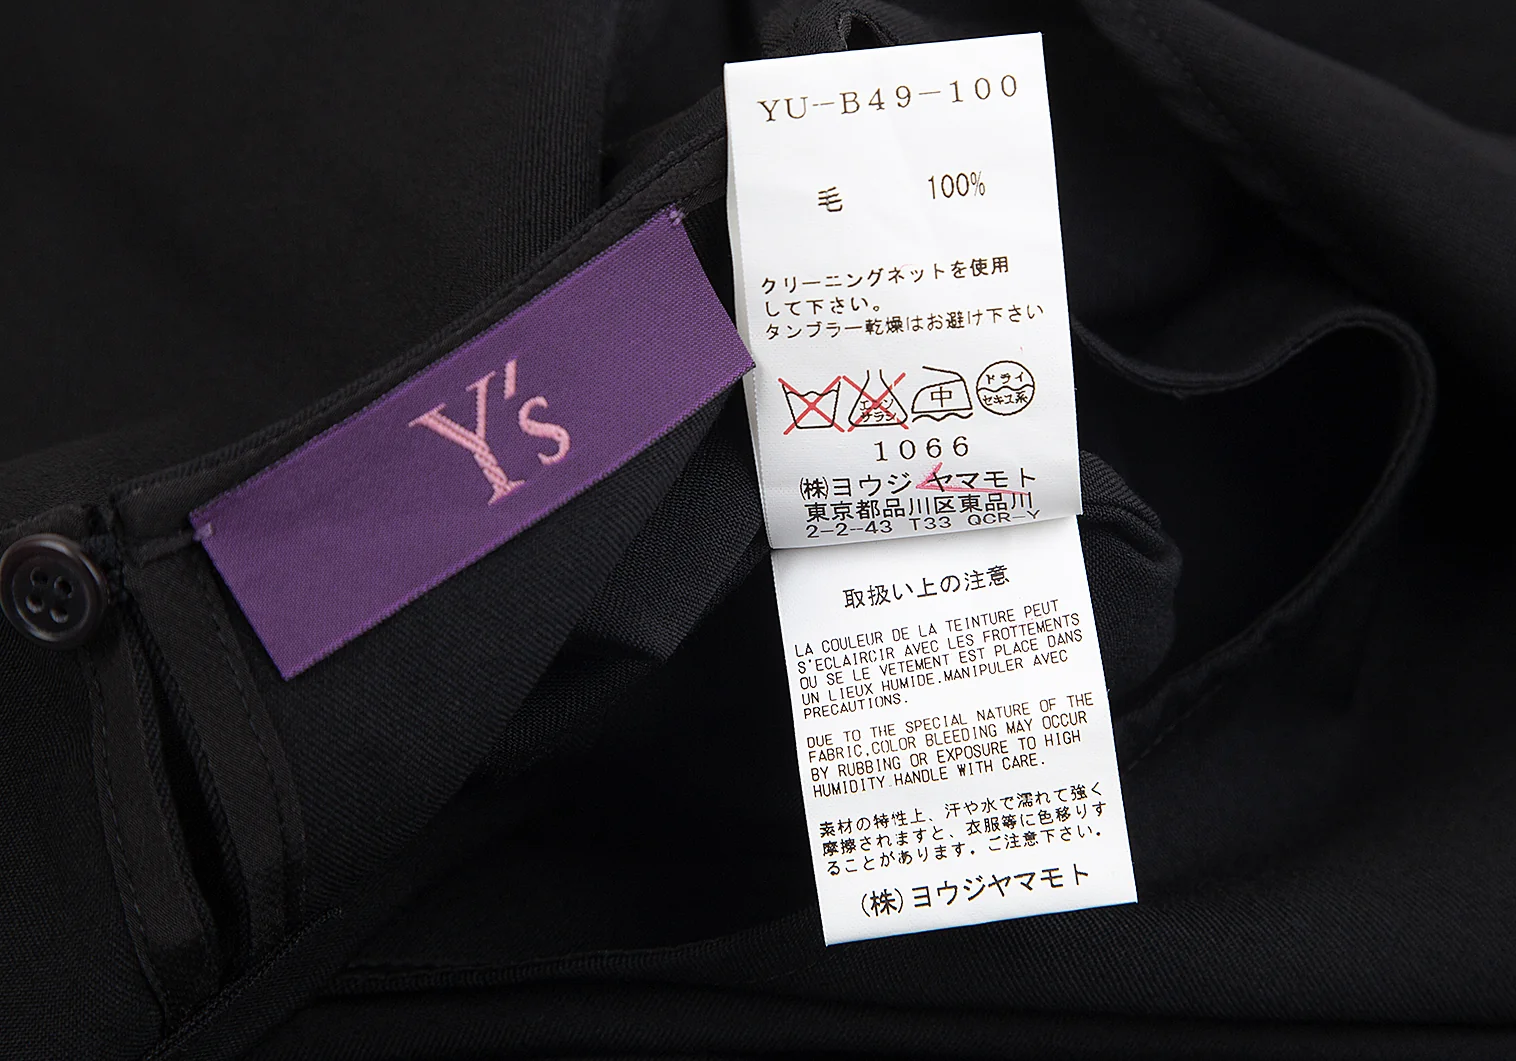 Y's
YU-B49-100
毛 100%
クリーニングネットを使用
して下さい。
タンブラー乾燥はお避け下さい
エンソ
サラシ
中
ドライ
セキユ系
1066
(株)ヨウジヤマモト
東京都品川区東品川
2-2-43 T33 QCR-Y
取扱い上の注意
LA COULEUR DE LA TEINTURE PEUT
S'ECLAIRCIR AVEC LES FROTTEMENTS
OU SE LE VETEMENT EST PLACE DANS
UN LIEUX HUMIDE.MANIPULER AVEC
PRECAUTIONS.
DUE TO THE SPECIAL NATURE OF THE
FABRIC,COLOR BLEEDING MAY OCCUR
BY RUBBING OR EXPOSURE TO HIGH
HUMIDITY.HANDLE WITH CARE.
素材の特性上、汗や水で濡れて強く
摩擦されますと、衣服等に色移りす
ることがあります。ご注意下さい。
(株)ヨウジヤマモト